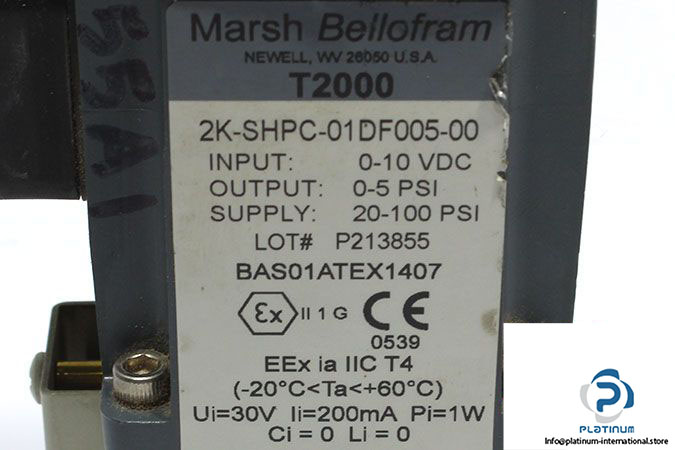 Marsh Bellofram
NEWELL, WV 26050 U.S.A.
T2000
2K-SHPC-01DF005-00
INPUT: 0-10 VDC
OUTPUT: 0-5 PSI
SUPPLY: 20-100 PSI
LOT# P213855
BAS01ATEX1407
Ex II 1 G CE
0539
EEx ia IIC T4
(-20°C<Ta<+60°C)
Ui=30V Ii=200mA Pi=1W
Ci = 0 Li = 0
55A1
PLATINUM
info@platinum-international.store